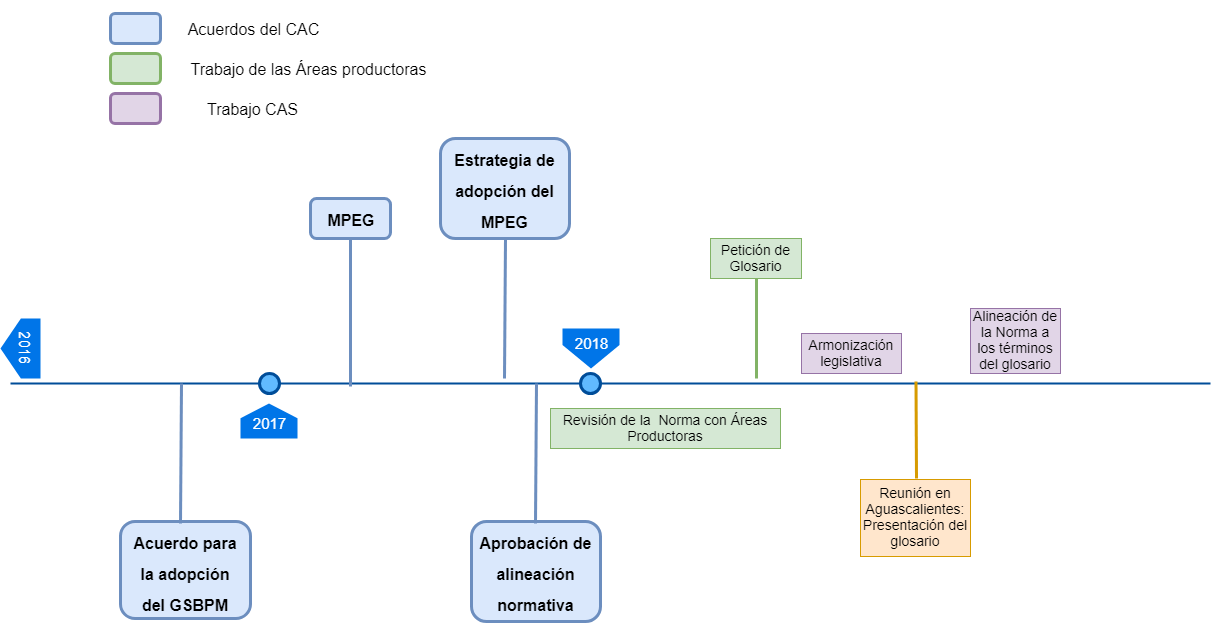 Acuerdos del CAC
Trabajo de las Áreas productoras
Trabajo CAS
Estrategia de
adopción del
MPEG
MPEG
Petición de
Glosario
2016
2018
Armonización
legislativa
Alineación de
la Norma a
los términos
del glosario
2017
Revisión de la Norma con Áreas
Productoras
Reunión en
Aguascalientes:
Presentación del
glosario
Acuerdo para
la adopción
del GSBPM
Aprobación de
alineación
normativa